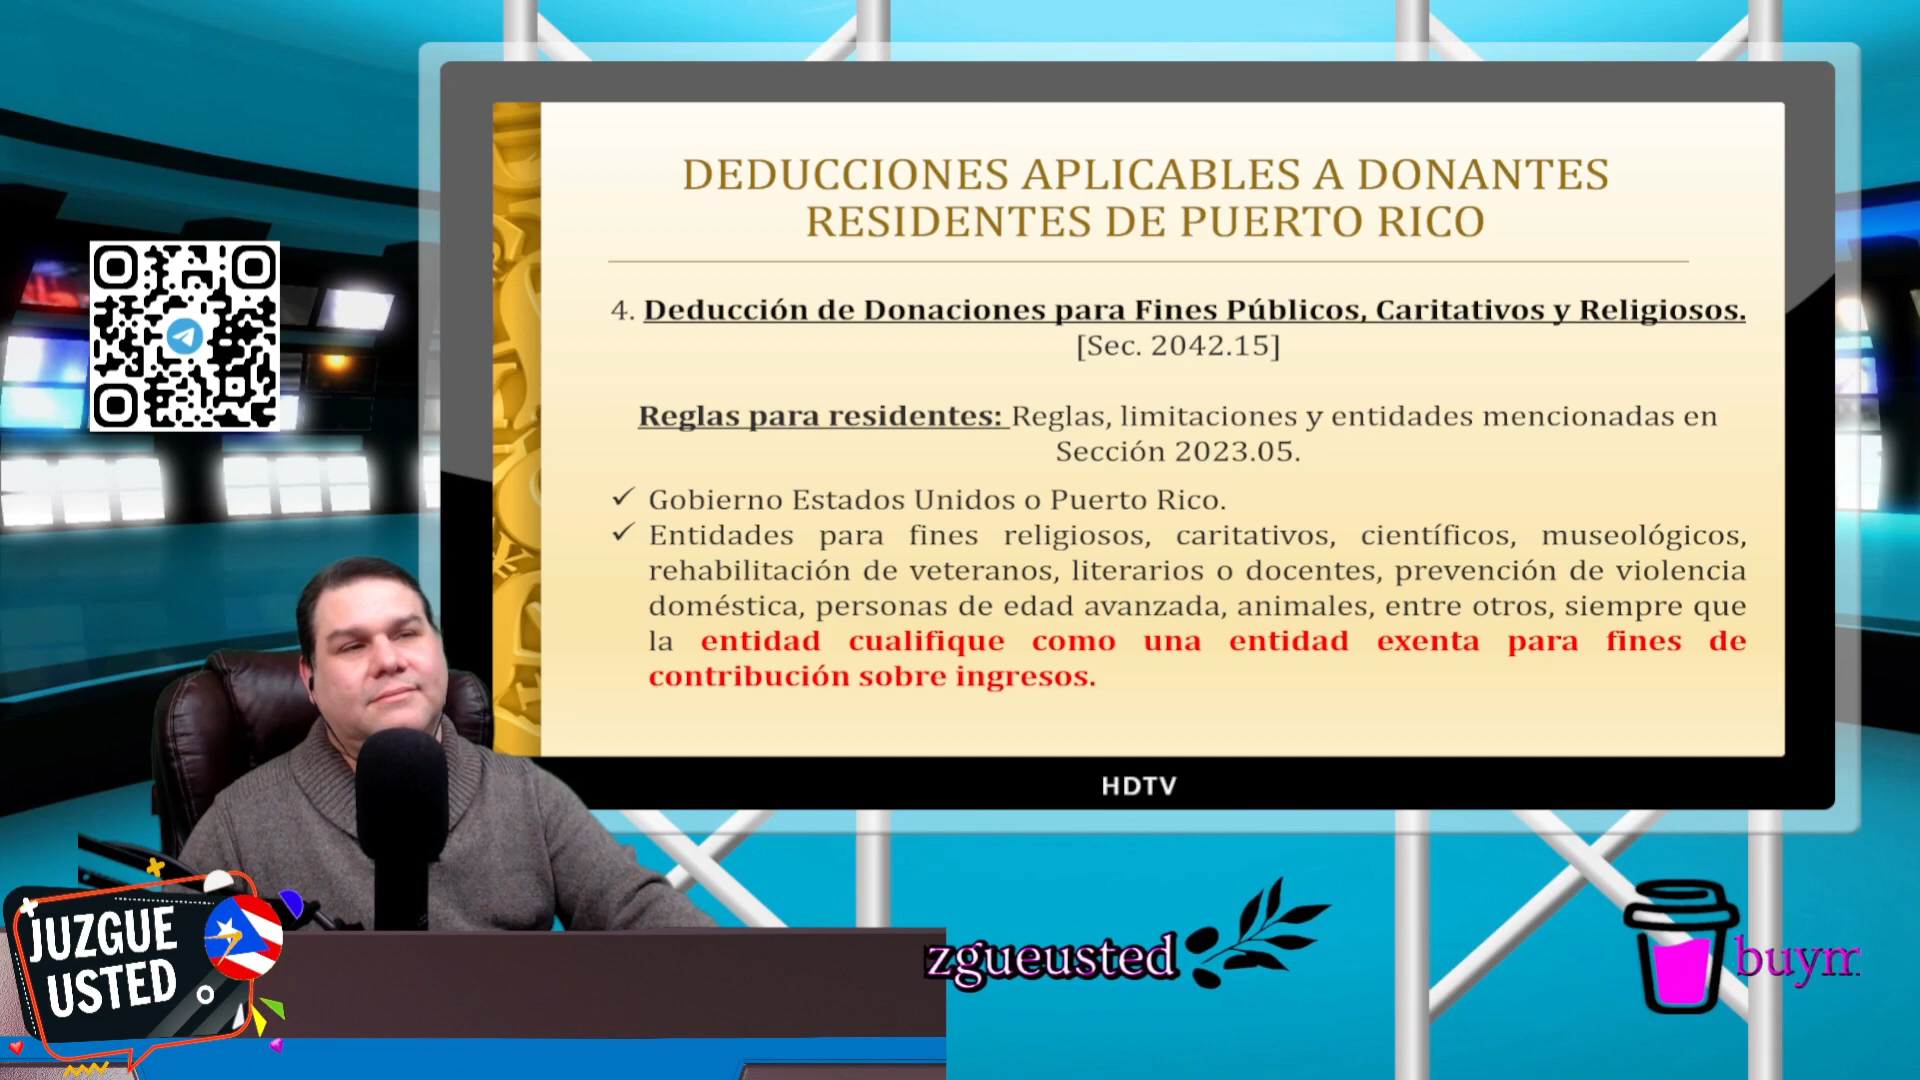 DEDUCCIONES APLICABLES A DONANTES
RESIDENTES DE PUERTO RICO
4. Deducción de Donaciones para Fines Públicos, Caritativos y Religiosos.
[Sec. 2042.15]
Reglas para residentes: Reglas, limitaciones y entidades mencionadas en
Sección 2023.05.
✓ Gobierno Estados Unidos o Puerto Rico.
✓ Entidades para fines religiosos, caritativos, científicos, museológicos,
rehabilitación de veteranos, literarios o docentes, prevención de violencia
doméstica, personas de edad avanzada, animales, entre otros, siempre que
la entidad cualifique como una entidad exenta para fines de
contribución sobre ingresos.
HDTV
JUZGUE
USTED
zgueusted
buym